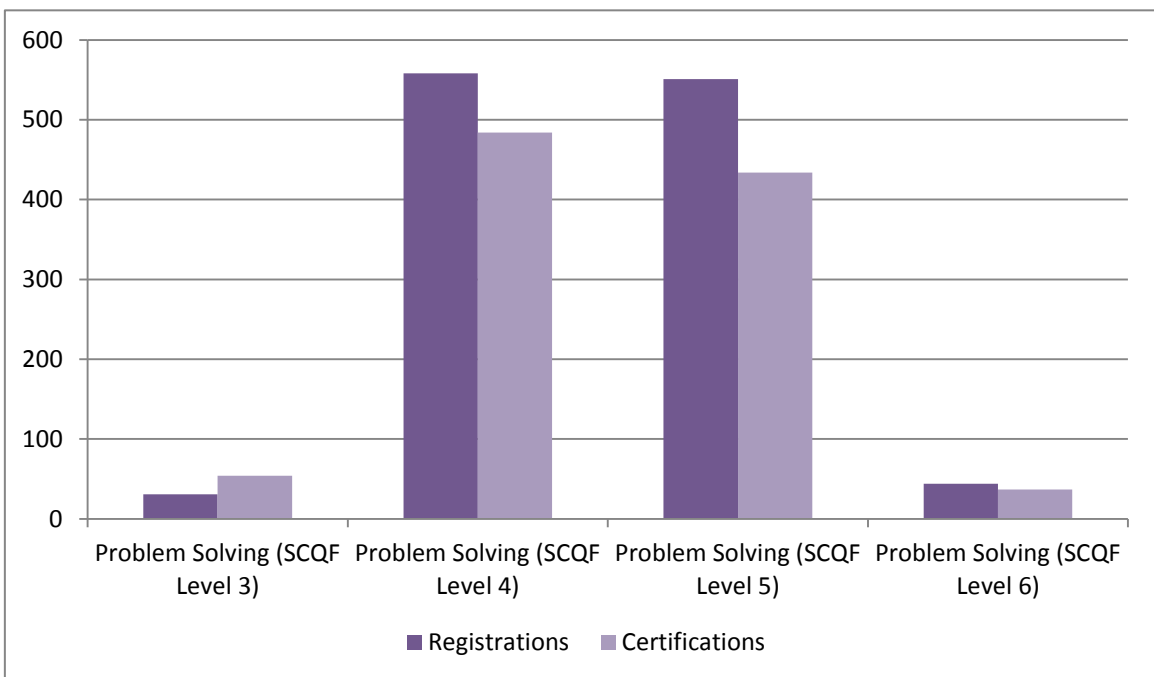 600
500
400
300
200
100
0
Problem Solving (SCQF
Level 3)
Problem Solving (SCQF
Level 4)
Problem Solving (SCQF
Level 5)
Problem Solving (SCQF
Level 6)
Registrations
Certifications